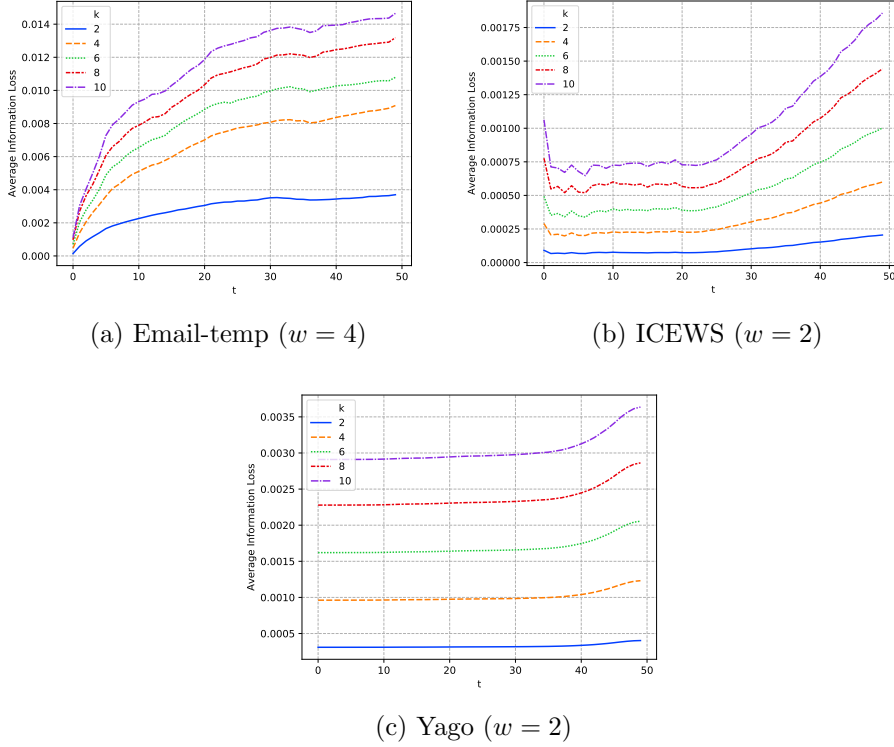 k
2
4
6
8
10
Average Information Loss
0.014
0.012
0.010
0.008
0.006
0.004
0.002
0.000
0 10 20 30 40 50
t
(a) Email-temp (w = 4)
k
2
4
6
8
10
Average Information Loss
0.00175
0.00150
0.00125
0.00100
0.00075
0.00050
0.00025
0.00000
0 10 20 30 40 50
t
(b) ICEWS (w = 2)
k
2
4
6
8
10
Average Information Loss
0.0035
0.0030
0.0025
0.0020
0.0015
0.0010
0.0005
0 10 20 30 40 50
t
(c) Yago (w = 2)